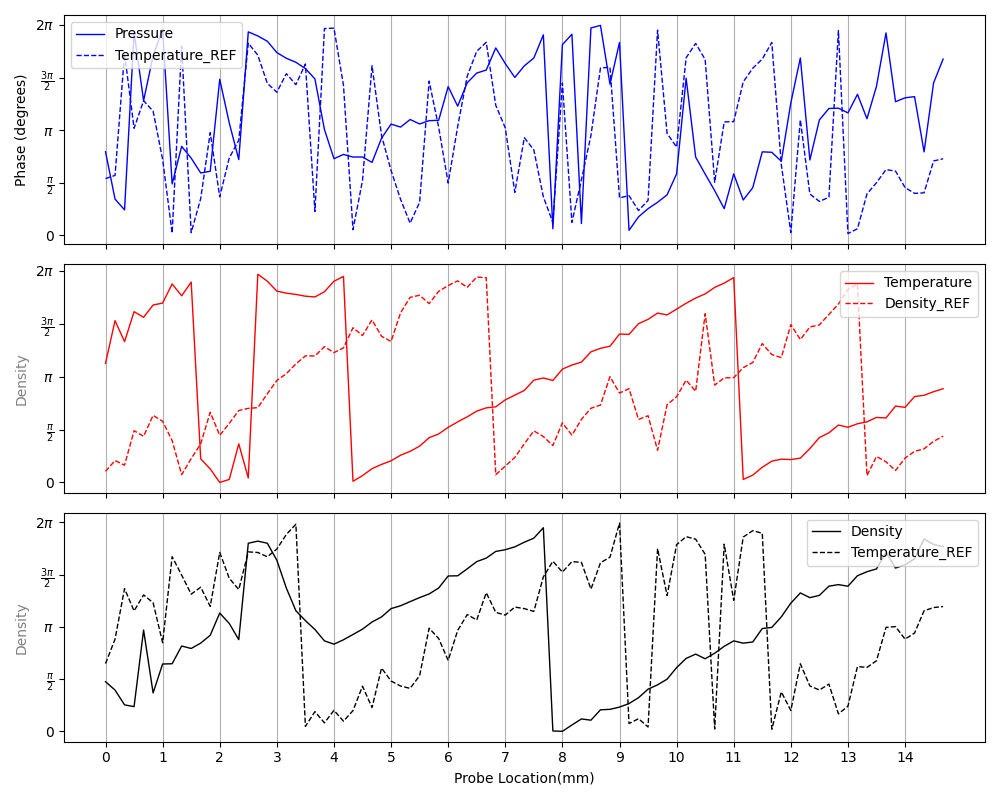 Phase (degrees)
2π
3π/2
π
π/2
0
Pressure
Temperature_REF
Density
2π
3π/2
π
π/2
0
Temperature
Density_REF
Density
2π
3π/2
π
π/2
0
Density
Temperature_REF
0 1 2 3 4 5 6 7 8 9 10 11 12 13 14
Probe Location(mm)